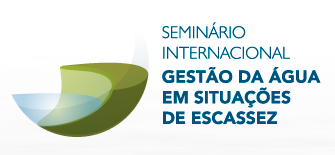 SEMINÁRIO
INTERNACIONAL
GESTÃO DA ÁGUA
EM SITUAÇÕES
DE ESCASSEZ